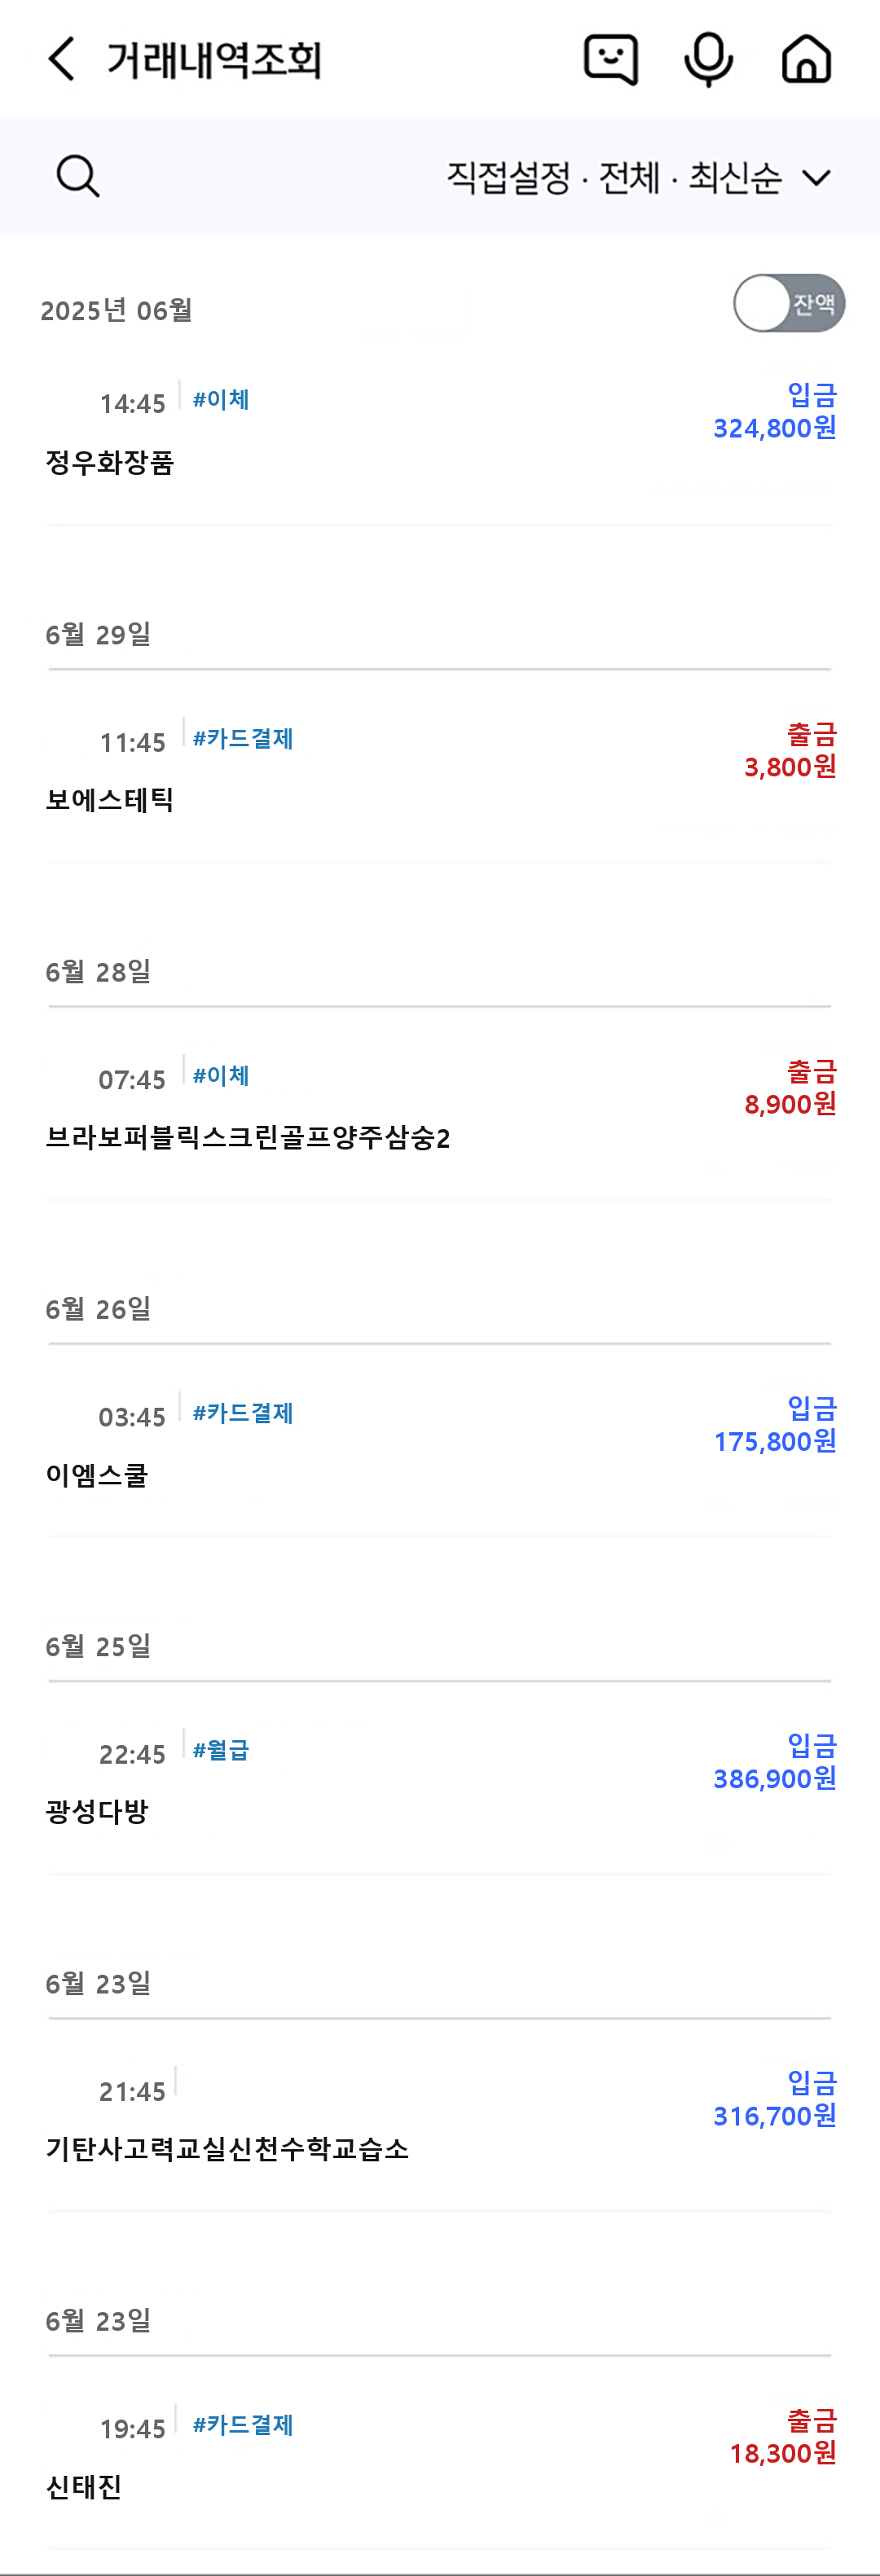 거래내역조회
직접설정 · 전체 · 최신순
2025년 06월
잔액
14:45 #이체 입금
324,800원
정우화장품
6월 29일
11:45 #카드결제 출금
3,800원
보에스테틱
6월 28일
07:45 #이체 출금
8,900원
브라보퍼블릭스크린골프양주삼숭2
6월 26일
03:45 #카드결제 입금
175,800원
이엠스쿨
6월 25일
22:45 #월급 입금
386,900원
광성다방
6월 23일
21:45 입금
316,700원
기탄사고력교실신천수학교습소
6월 23일
19:45 #카드결제 출금
18,300원
신태진